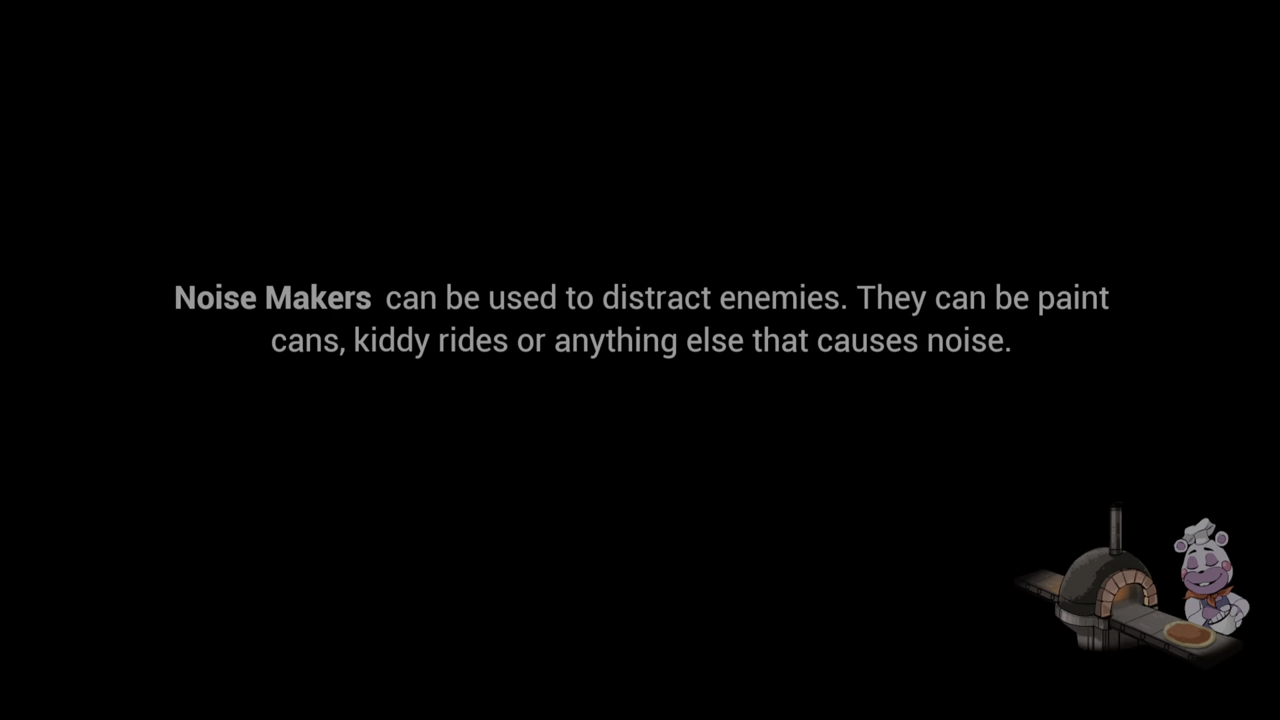 Noise Makers can be used to distract enemies. They can be paint
cans, kiddy rides or anything else that causes noise.